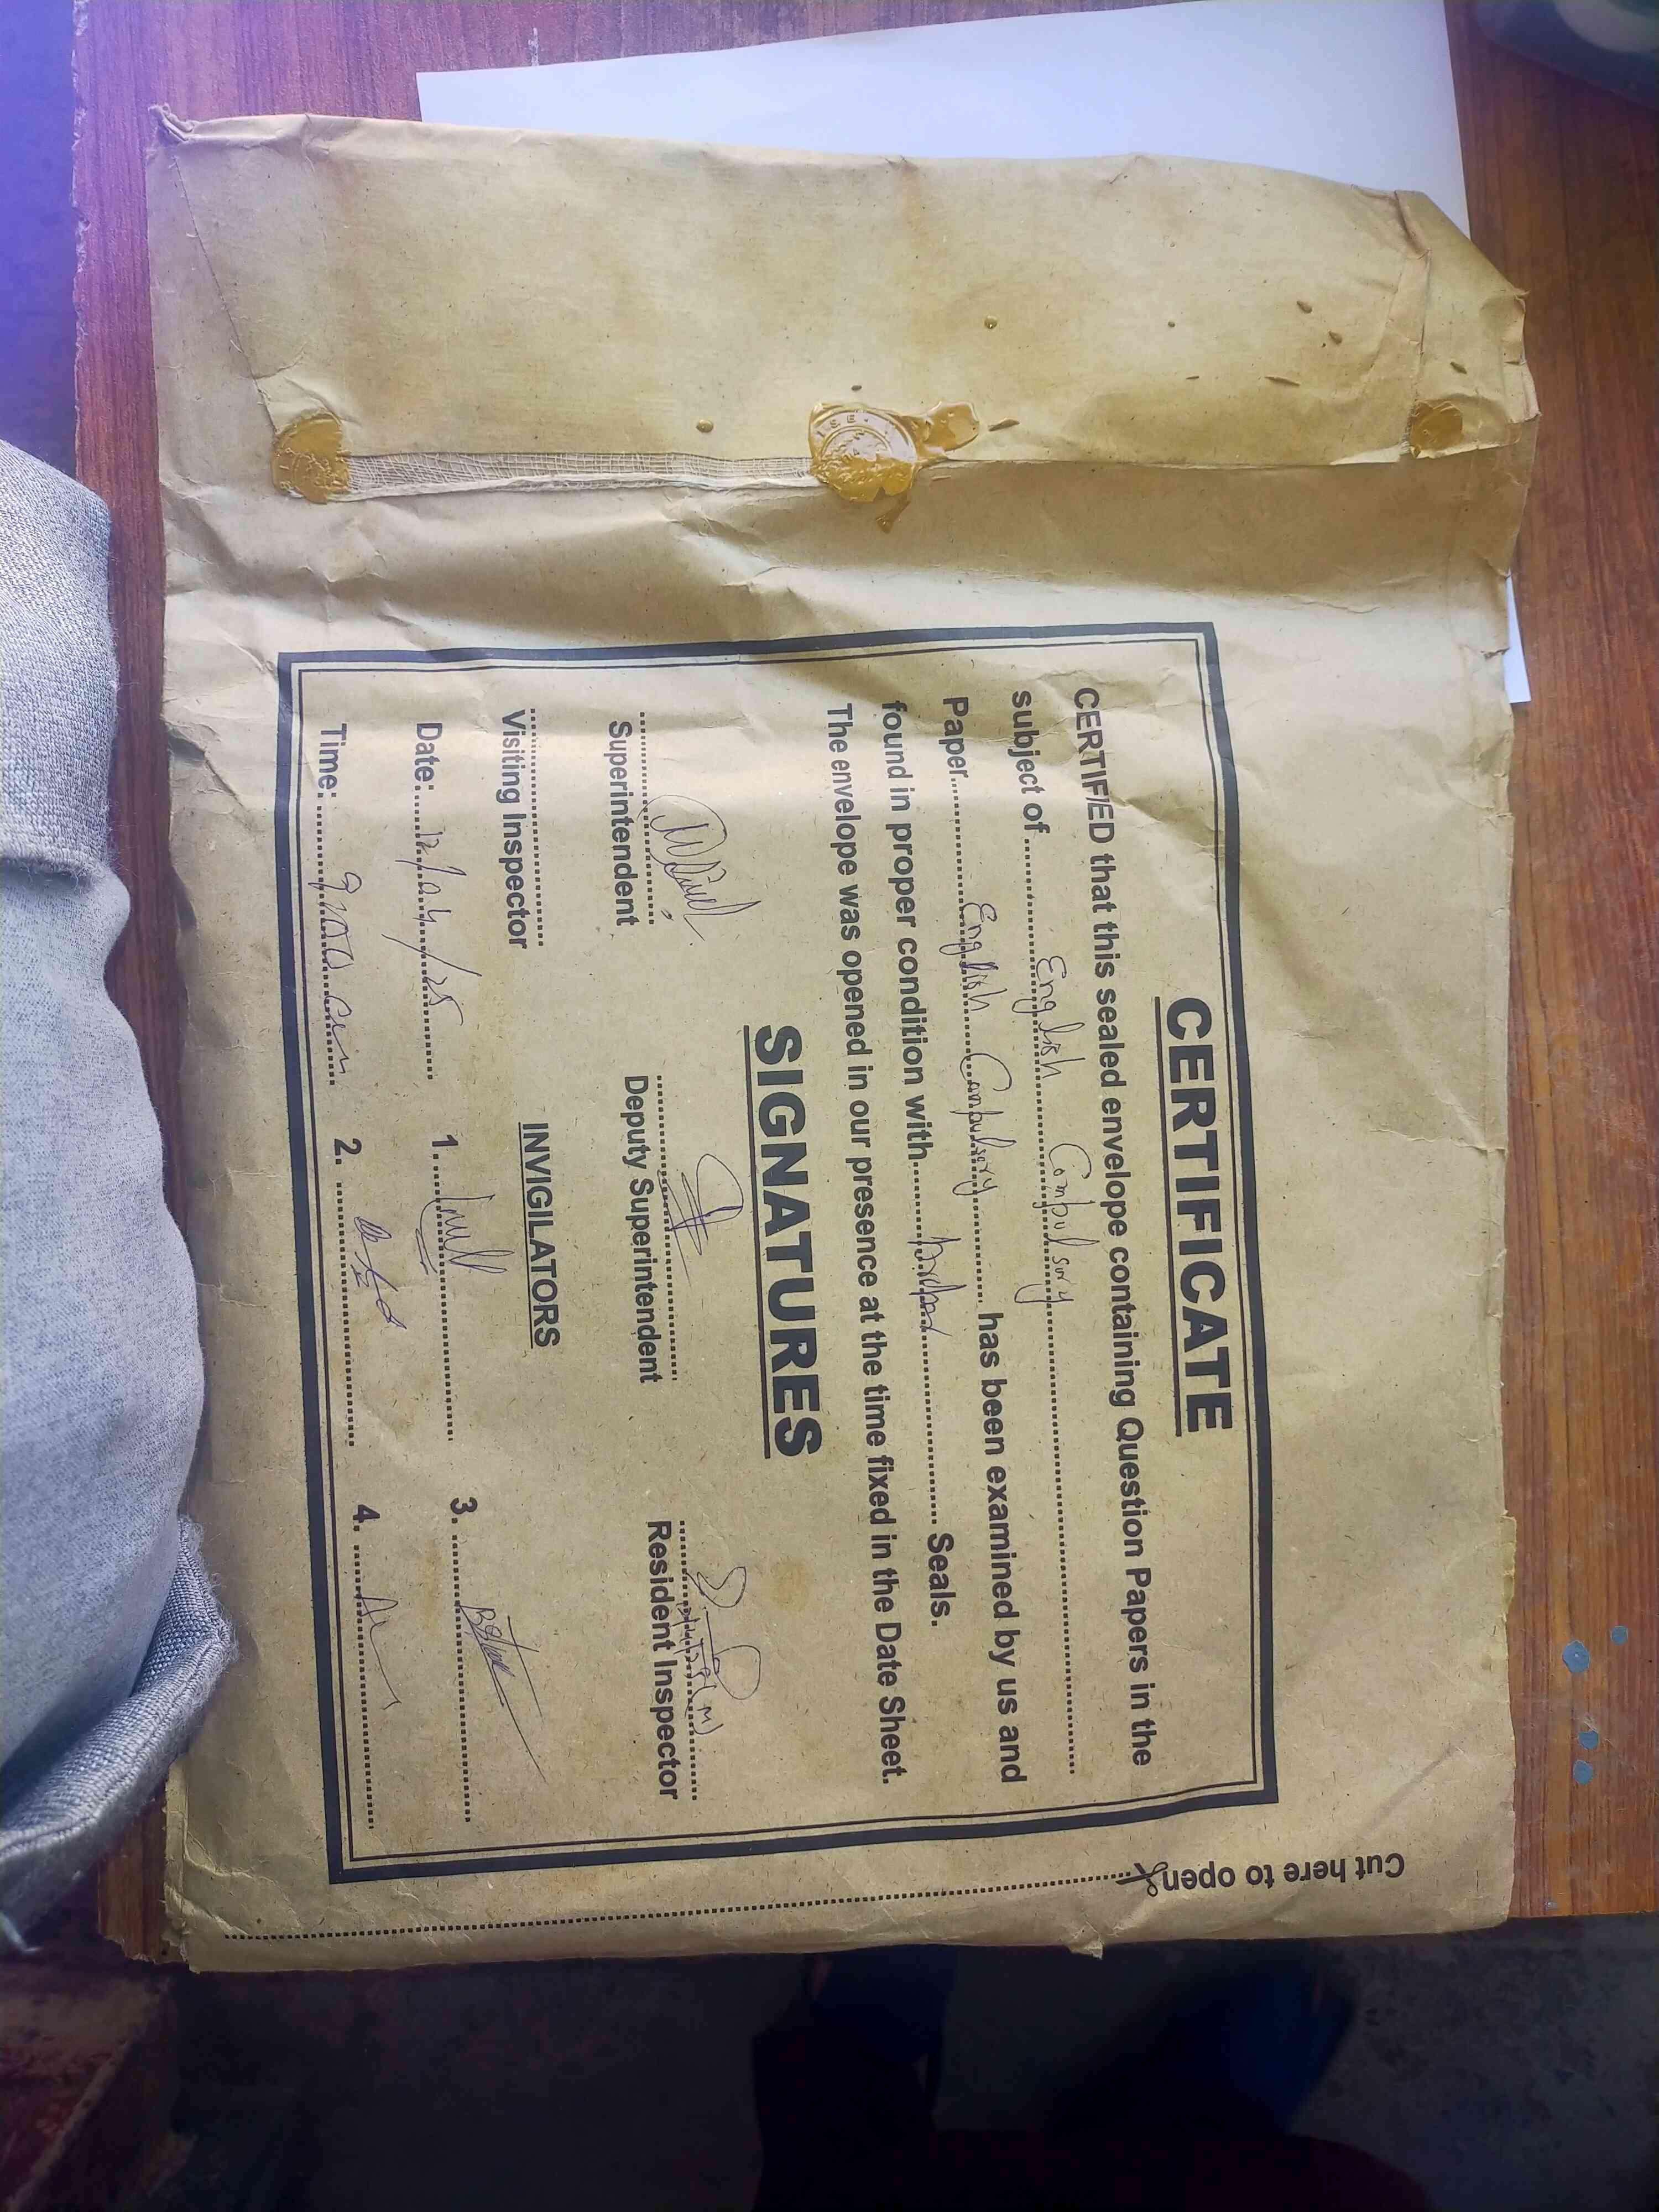 CERTIFICATE
CERTIFIED that this sealed envelope containing Question Papers in the
subject of English Compulsory
Paper English Compulsory has been examined by us and
found in proper condition with Seals.
The envelope was opened in our presence at the time fixed in the Date Sheet.
SIGNATURES
Superintendent Deputy Superintendent Resident Inspector
Visiting Inspector INVIGILATORS
Date: 12/04/25 1. 3.
Time: 9:00 am 2. 4.
Cut here to open